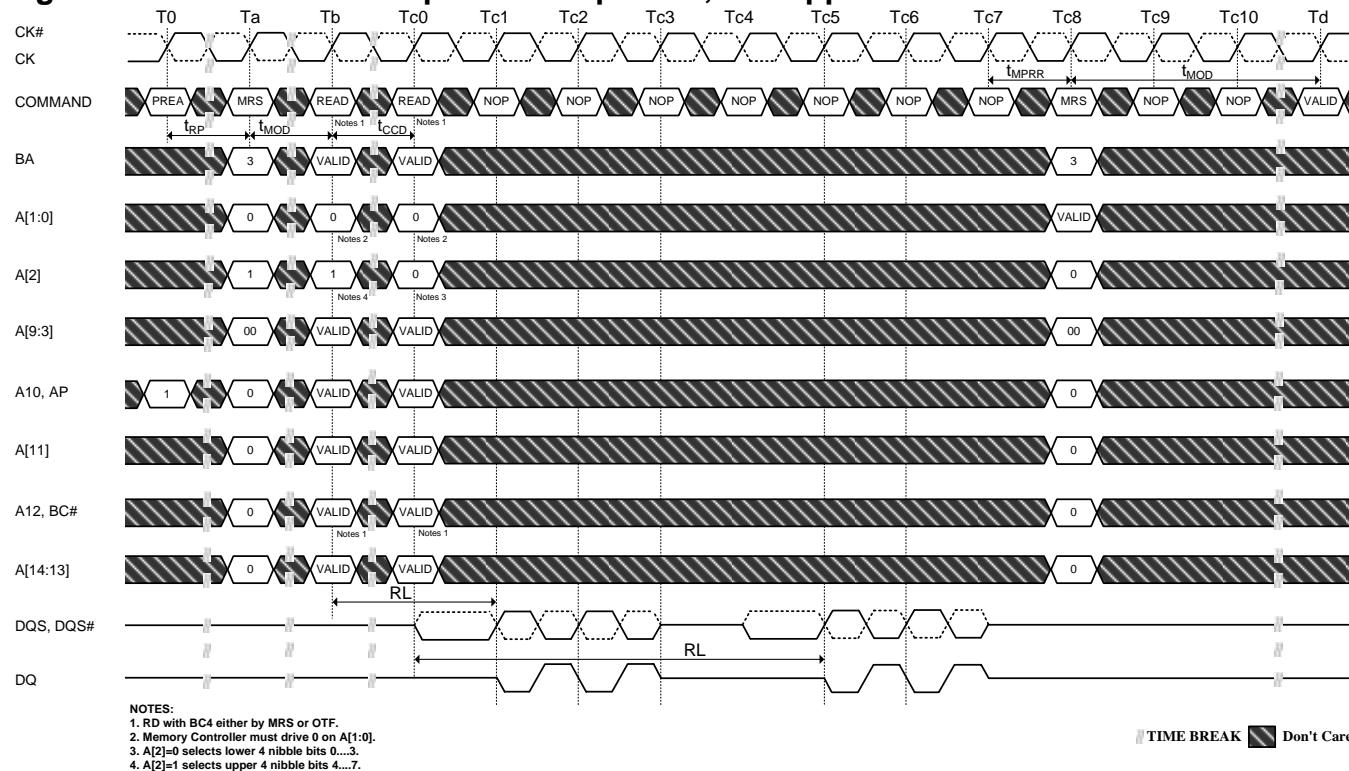 T0 Ta Tb Tc0 Tc1 Tc2 Tc3 Tc4 Tc5 Tc6 Tc7 Tc8 Tc9 Tc10 Td
CK#
CK
tMPRR tMOD
COMMAND PREA MRS READ READ NOP NOP NOP NOP NOP NOP NOP MRS NOP NOP VALID
Notes 1 Notes 1
tRP tMOD tCCD
BA 3 VALID VALID 3
A[1:0] 0 0 0 VALID
Notes 2 Notes 2
A[2] 1 1 0 0
Notes 4 Notes 3
A[9:3] 00 VALID VALID 00
A10, AP 1 0 VALID VALID 0
A[11] 0 VALID VALID 0
A12, BC# 0 VALID VALID 0
Notes 1 Notes 1
A[14:13] 0 VALID VALID 0
RL
DQS, DQS#
RL
DQ
NOTES:
1. RD with BC4 either by MRS or OTF.
2. Memory Controller must drive 0 on A[1:0].
3. A[2]=0 selects lower 4 nibble bits 0....3.
4. A[2]=1 selects upper 4 nibble bits 4....7.
TIME BREAK Don't Care